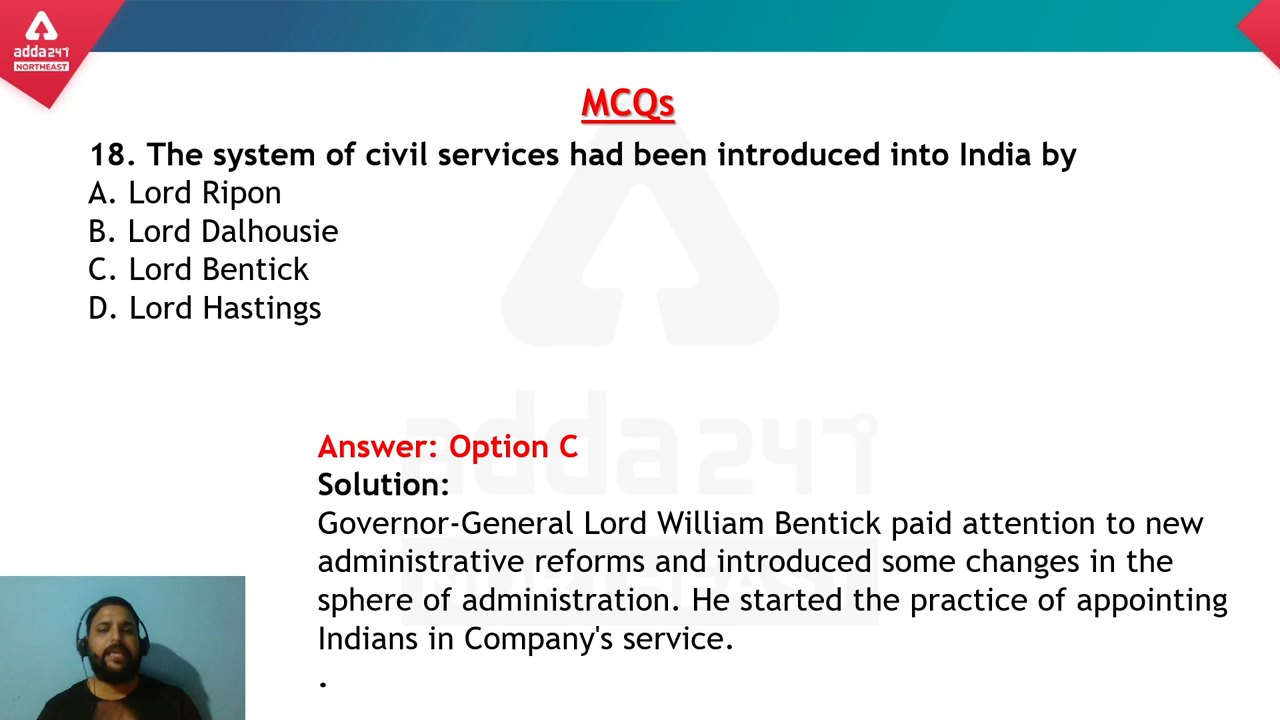 adda247
NORTHEAST
MCQs
18. The system of civil services had been introduced into India by
A. Lord Ripon
B. Lord Dalhousie
C. Lord Bentick
D. Lord Hastings
adda247
NORTHEAST
Answer: Option C
Solution:
Governor-General Lord William Bentick paid attention to new
administrative reforms and introduced some changes in the
sphere of administration. He started the practice of appointing
Indians in Company's service.
.